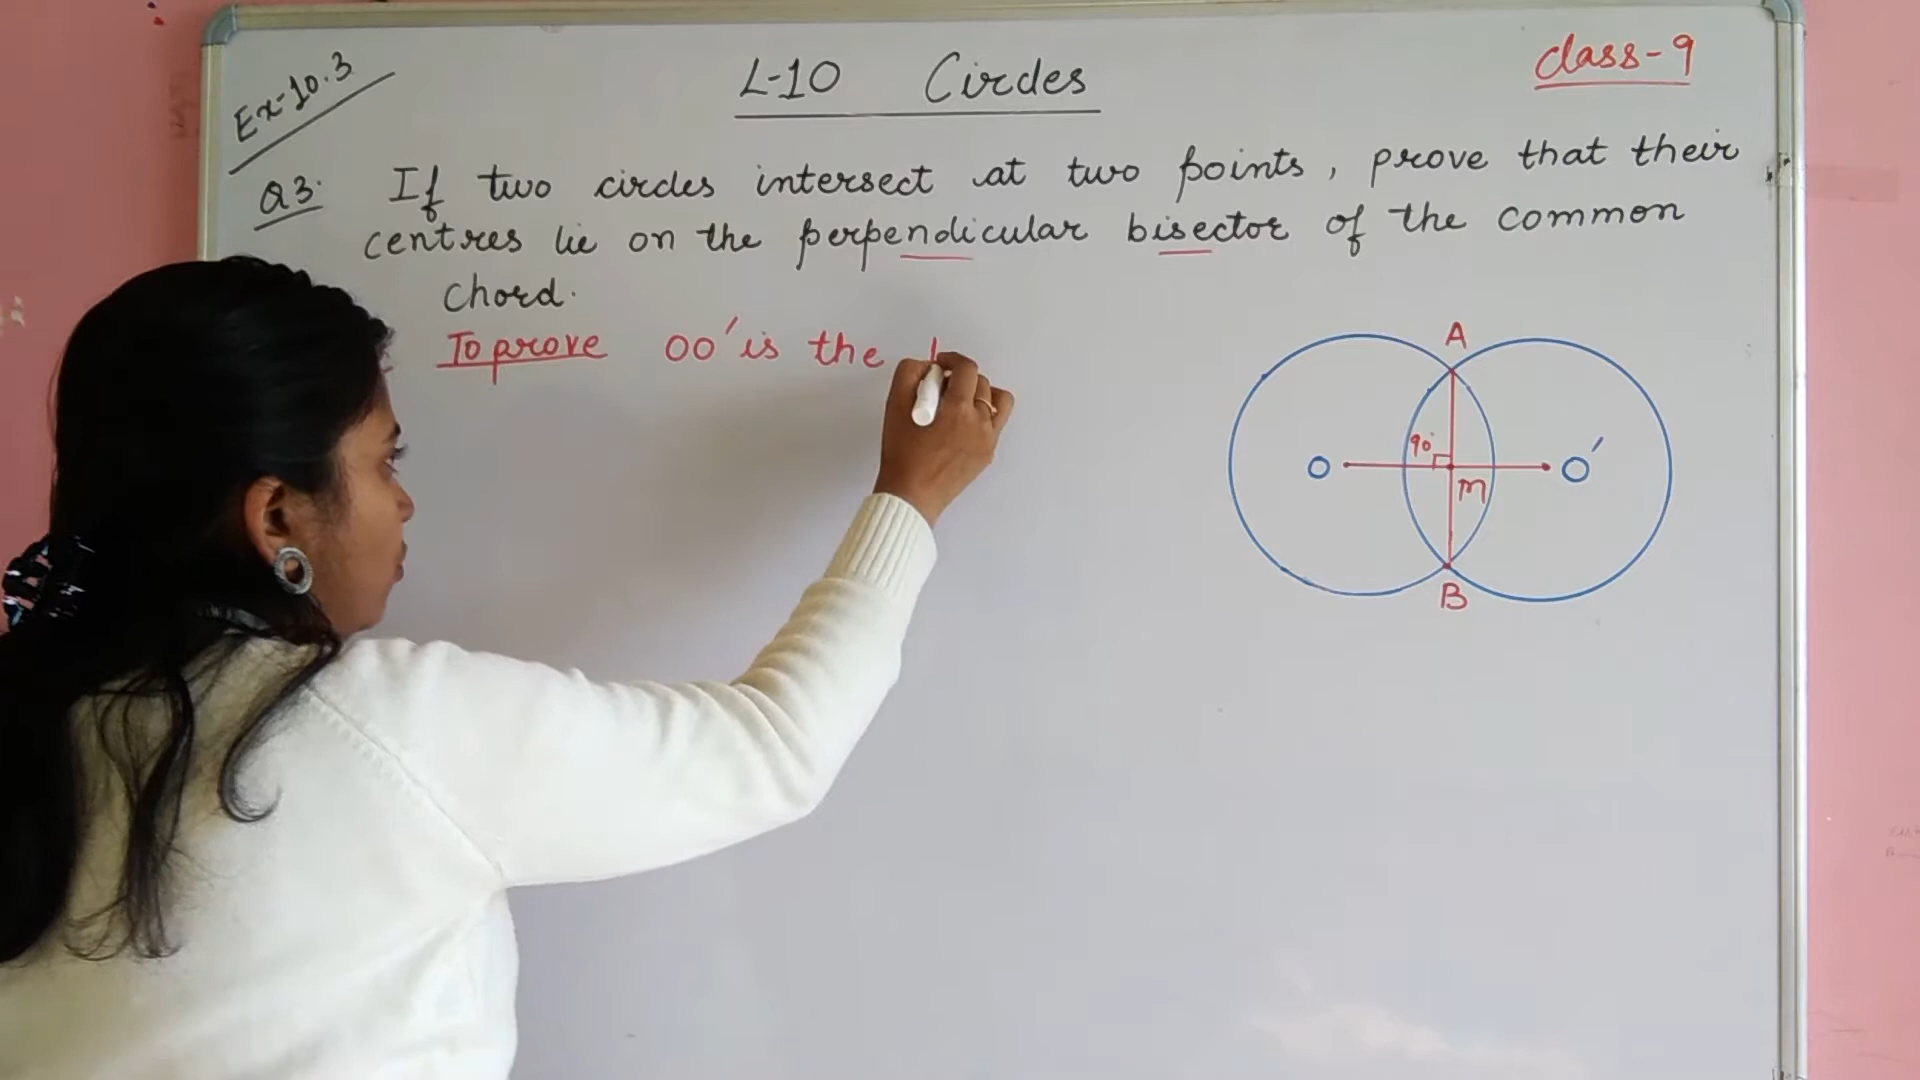 Ex-10.3
L-10 Circles
Class-9
Q3. If two circles intersect at two points, prove that their
centres lie on the perpendicular bisector of the common
chord.
To prove OO' is the
A
90°
O
O'
M
B